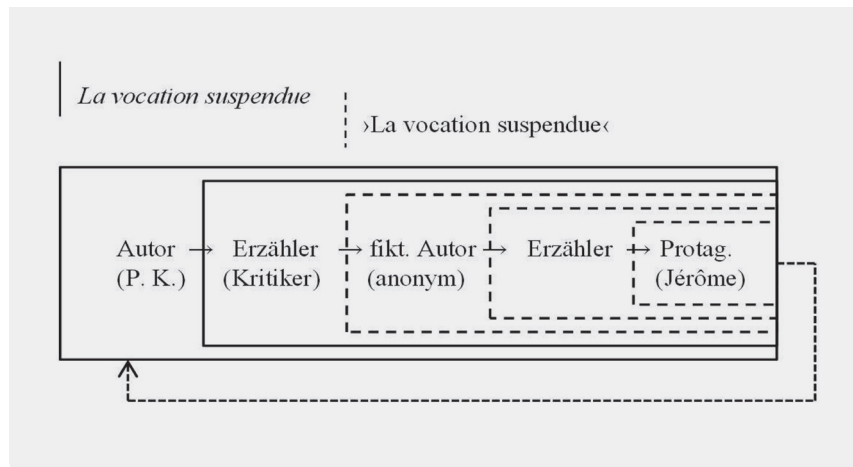 La vocation suspendue
›La vocation suspendue‹
Autor → Erzähler → fikt. Autor → Erzähler → Protag.
(P. K.) (Kritiker) (anonym) (Jérôme)